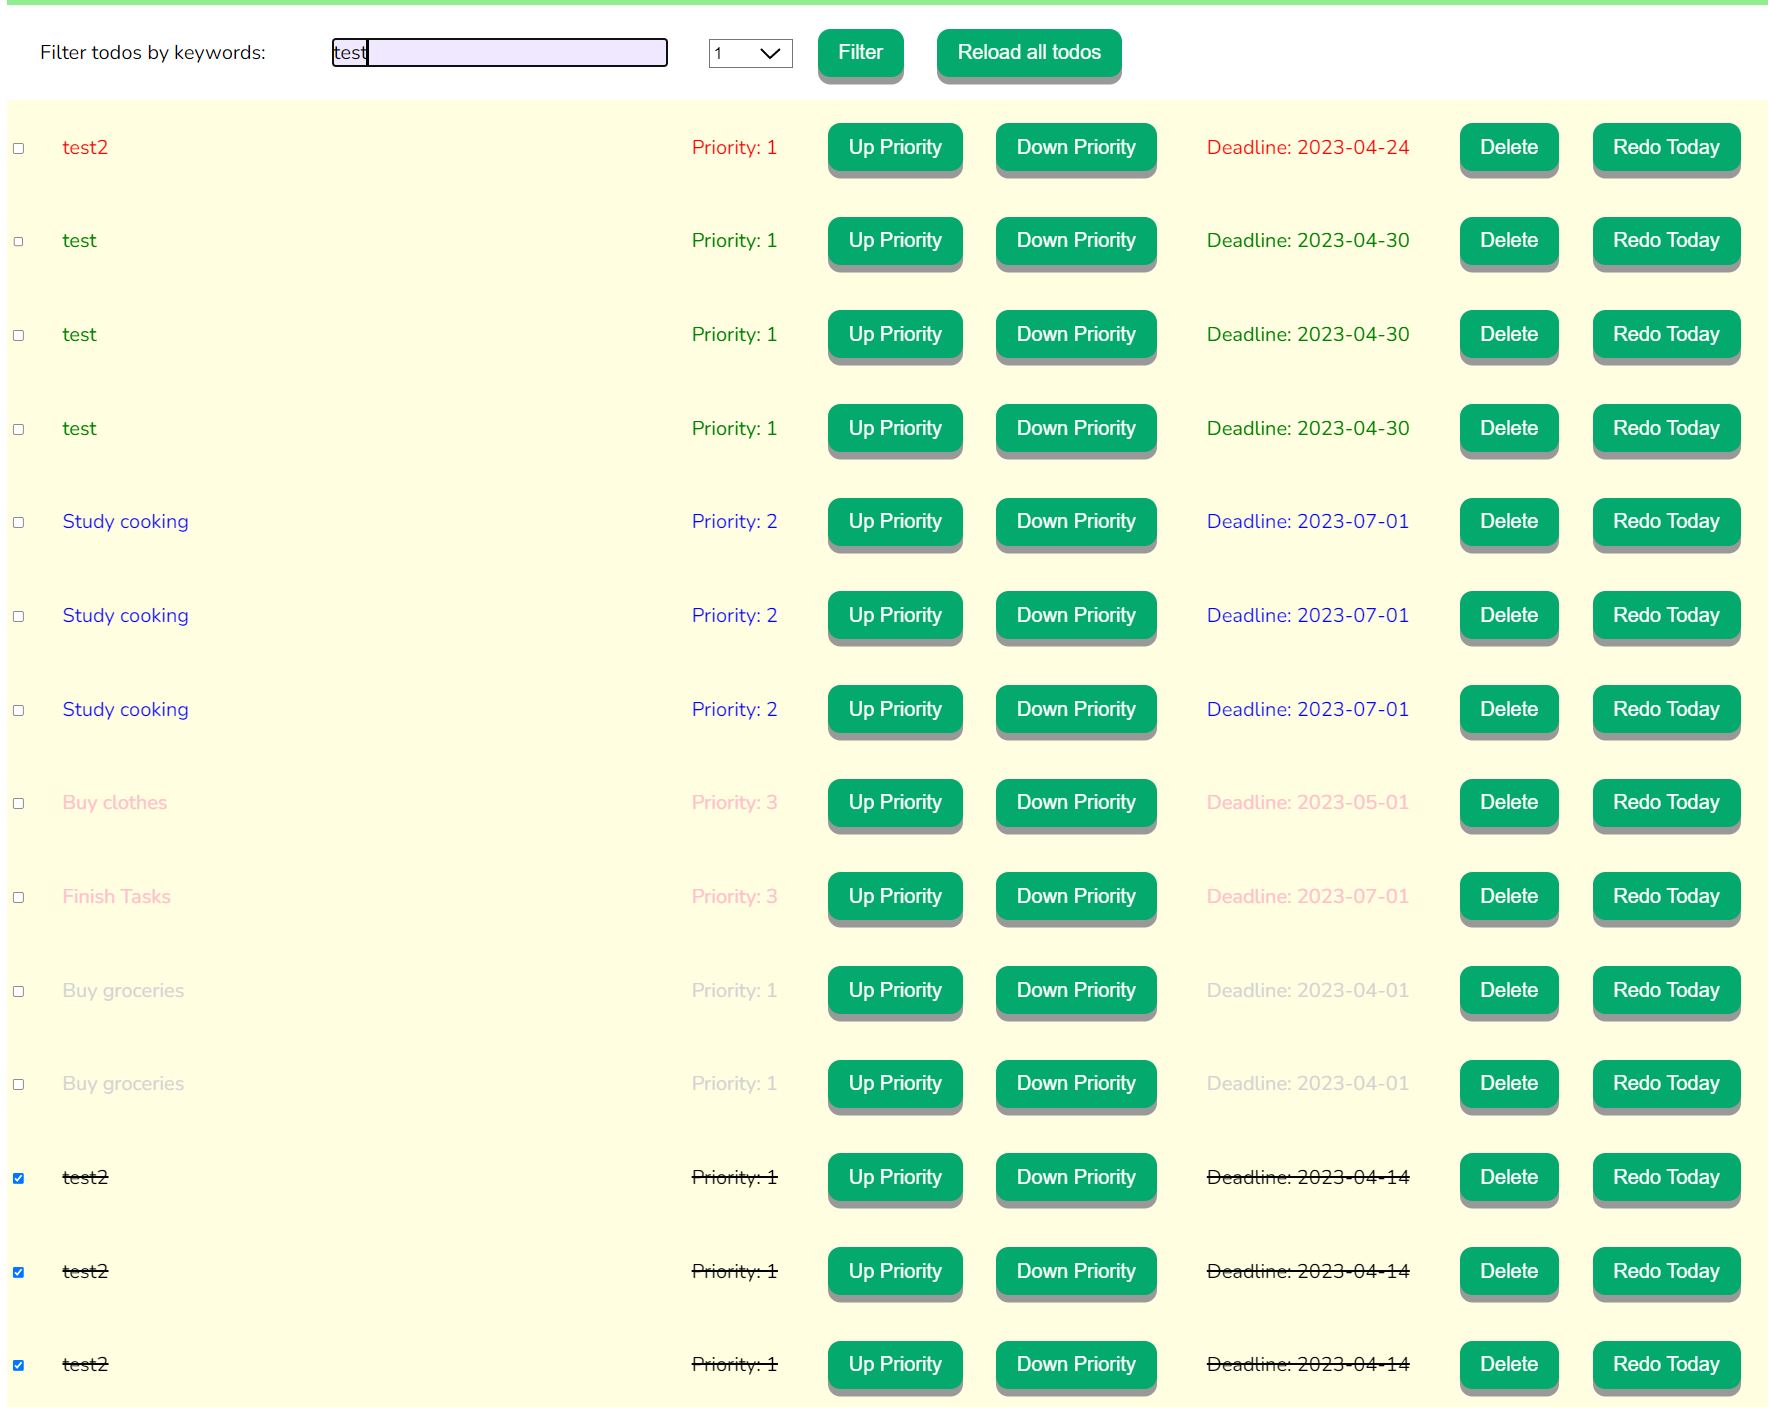 Filter todos by keywords: test 1 Filter Reload all todos
test2 Priority: 1 Up Priority Down Priority Deadline: 2023-04-24 Delete Redo Today
test Priority: 1 Up Priority Down Priority Deadline: 2023-04-30 Delete Redo Today
test Priority: 1 Up Priority Down Priority Deadline: 2023-04-30 Delete Redo Today
test Priority: 1 Up Priority Down Priority Deadline: 2023-04-30 Delete Redo Today
Study cooking Priority: 2 Up Priority Down Priority Deadline: 2023-07-01 Delete Redo Today
Study cooking Priority: 2 Up Priority Down Priority Deadline: 2023-07-01 Delete Redo Today
Study cooking Priority: 2 Up Priority Down Priority Deadline: 2023-07-01 Delete Redo Today
Buy clothes Priority: 3 Up Priority Down Priority Deadline: 2023-05-01 Delete Redo Today
Finish Tasks Priority: 3 Up Priority Down Priority Deadline: 2023-07-01 Delete Redo Today
Buy groceries Priority: 1 Up Priority Down Priority Deadline: 2023-04-01 Delete Redo Today
Buy groceries Priority: 1 Up Priority Down Priority Deadline: 2023-04-01 Delete Redo Today
test2 Priority: 1 Up Priority Down Priority Deadline: 2023-04-14 Delete Redo Today
test2 Priority: 1 Up Priority Down Priority Deadline: 2023-04-14 Delete Redo Today
test2 Priority: 1 Up Priority Down Priority Deadline: 2023-04-14 Delete Redo Today